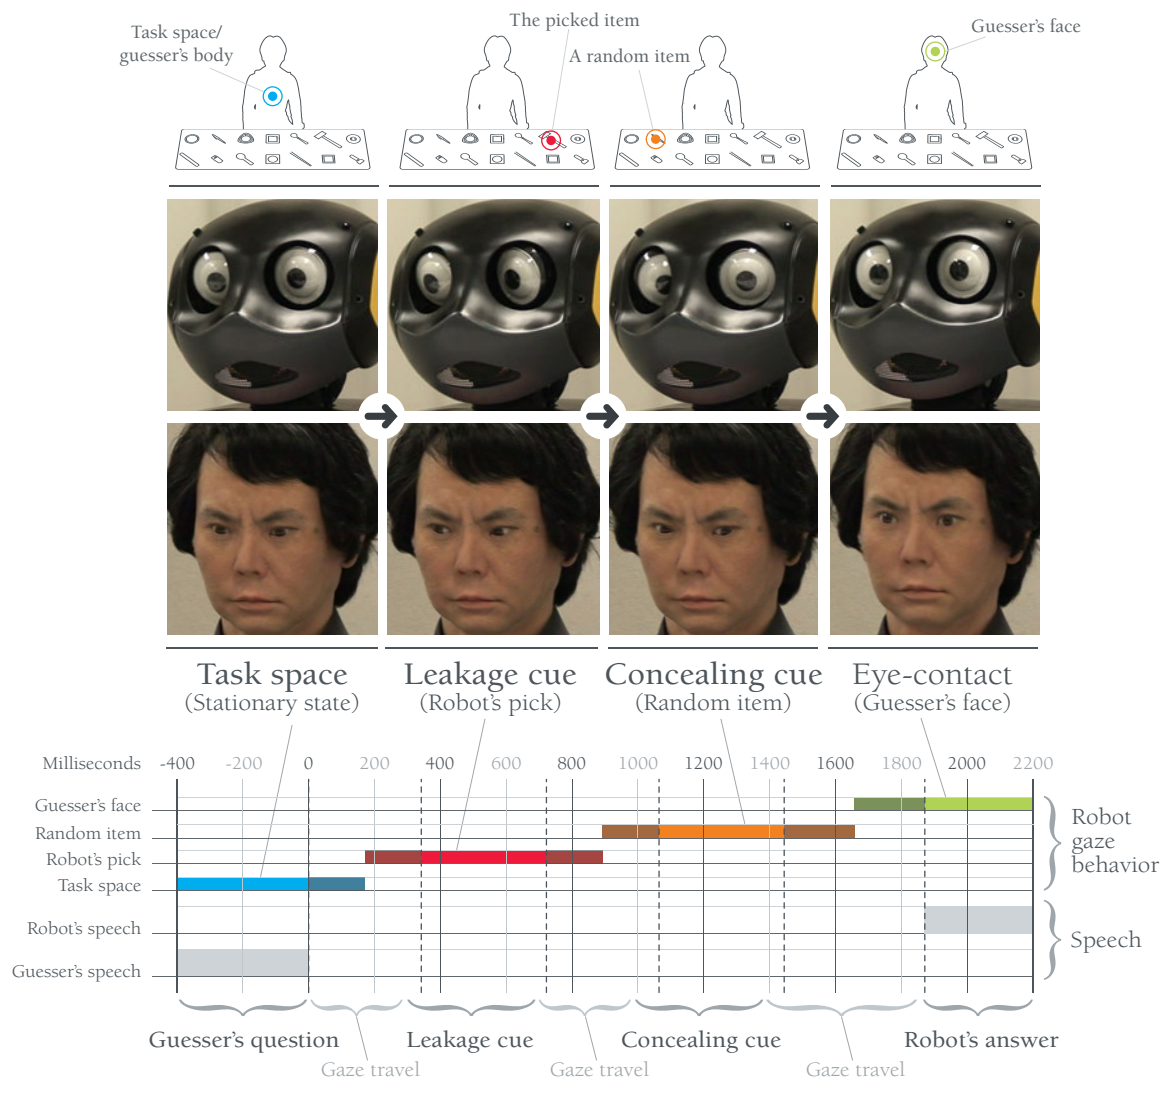 Task space/
guesser's body
The picked item
A random item
Guesser's face
Task space
(Stationary state)
Leakage cue
(Robot's pick)
Concealing cue
(Random item)
Eye-contact
(Guesser's face)
Milliseconds -400 -200 0 200 400 600 800 1000 1200 1400 1600 1800 2000 2200
Guesser's face
Random item
Robot's pick
Task space
Robot
gaze
behavior
Robot's speech
Guesser's speech
Speech
Guesser's question
Leakage cue
Concealing cue
Robot's answer
Gaze travel
Gaze travel
Gaze travel